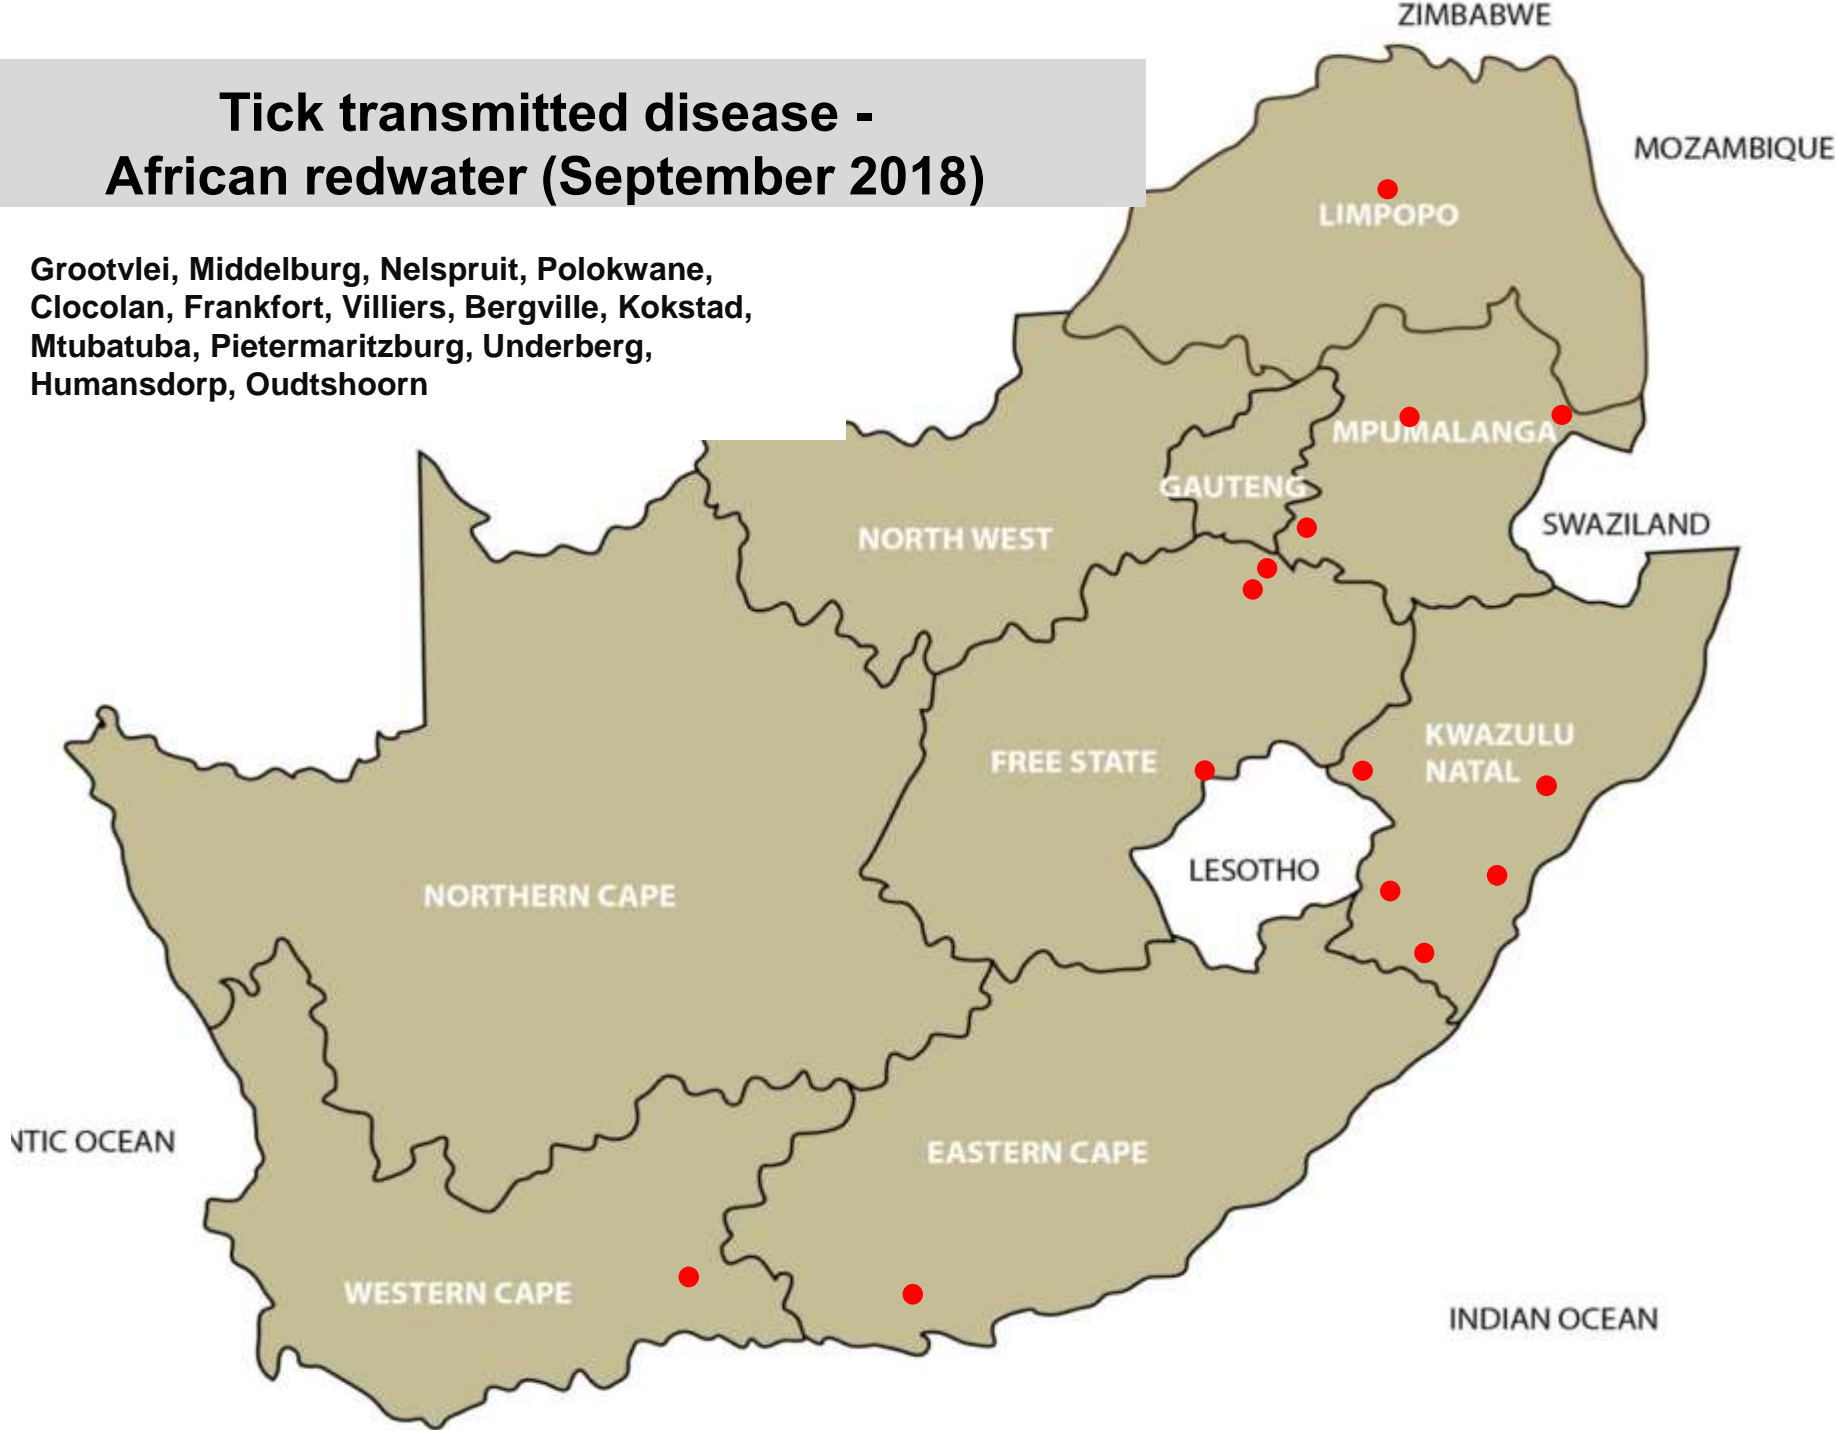 ZIMBABWE
Tick transmitted disease -
African redwater (September 2018)
MOZAMBIQUE
LIMPOPO
Grootvlei, Middelburg, Nelspruit, Polokwane,
Clocolan, Frankfort, Villiers, Bergville, Kokstad,
Mtubatuba, Pietermaritzburg, Underberg,
Humansdorp, Oudtshoorn
MPUMALANGA
GAUTENG
SWAZILAND
NORTH WEST
KWAZULU
NATAL
FREE STATE
LESOTHO
NORTHERN CAPE
NTIC OCEAN
EASTERN CAPE
WESTERN CAPE
INDIAN OCEAN